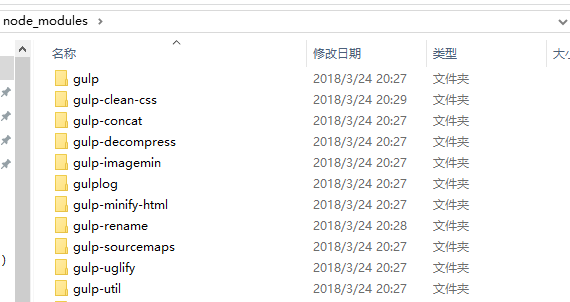 node_modules
名称 修改日期 类型 大小
gulp 2018/3/24 20:27 文件夹
gulp-clean-css 2018/3/24 20:29 文件夹
gulp-concat 2018/3/24 20:27 文件夹
gulp-decompress 2018/3/24 20:27 文件夹
gulp-imagemin 2018/3/24 20:27 文件夹
gulplog 2018/3/24 20:27 文件夹
gulp-minify-html 2018/3/24 20:27 文件夹
gulp-rename 2018/3/24 20:28 文件夹
gulp-sourcemaps 2018/3/24 20:27 文件夹
)
gulp-uglify 2018/3/24 20:27 文件夹
gulp-util 2018/3/24 20:27 文件夹